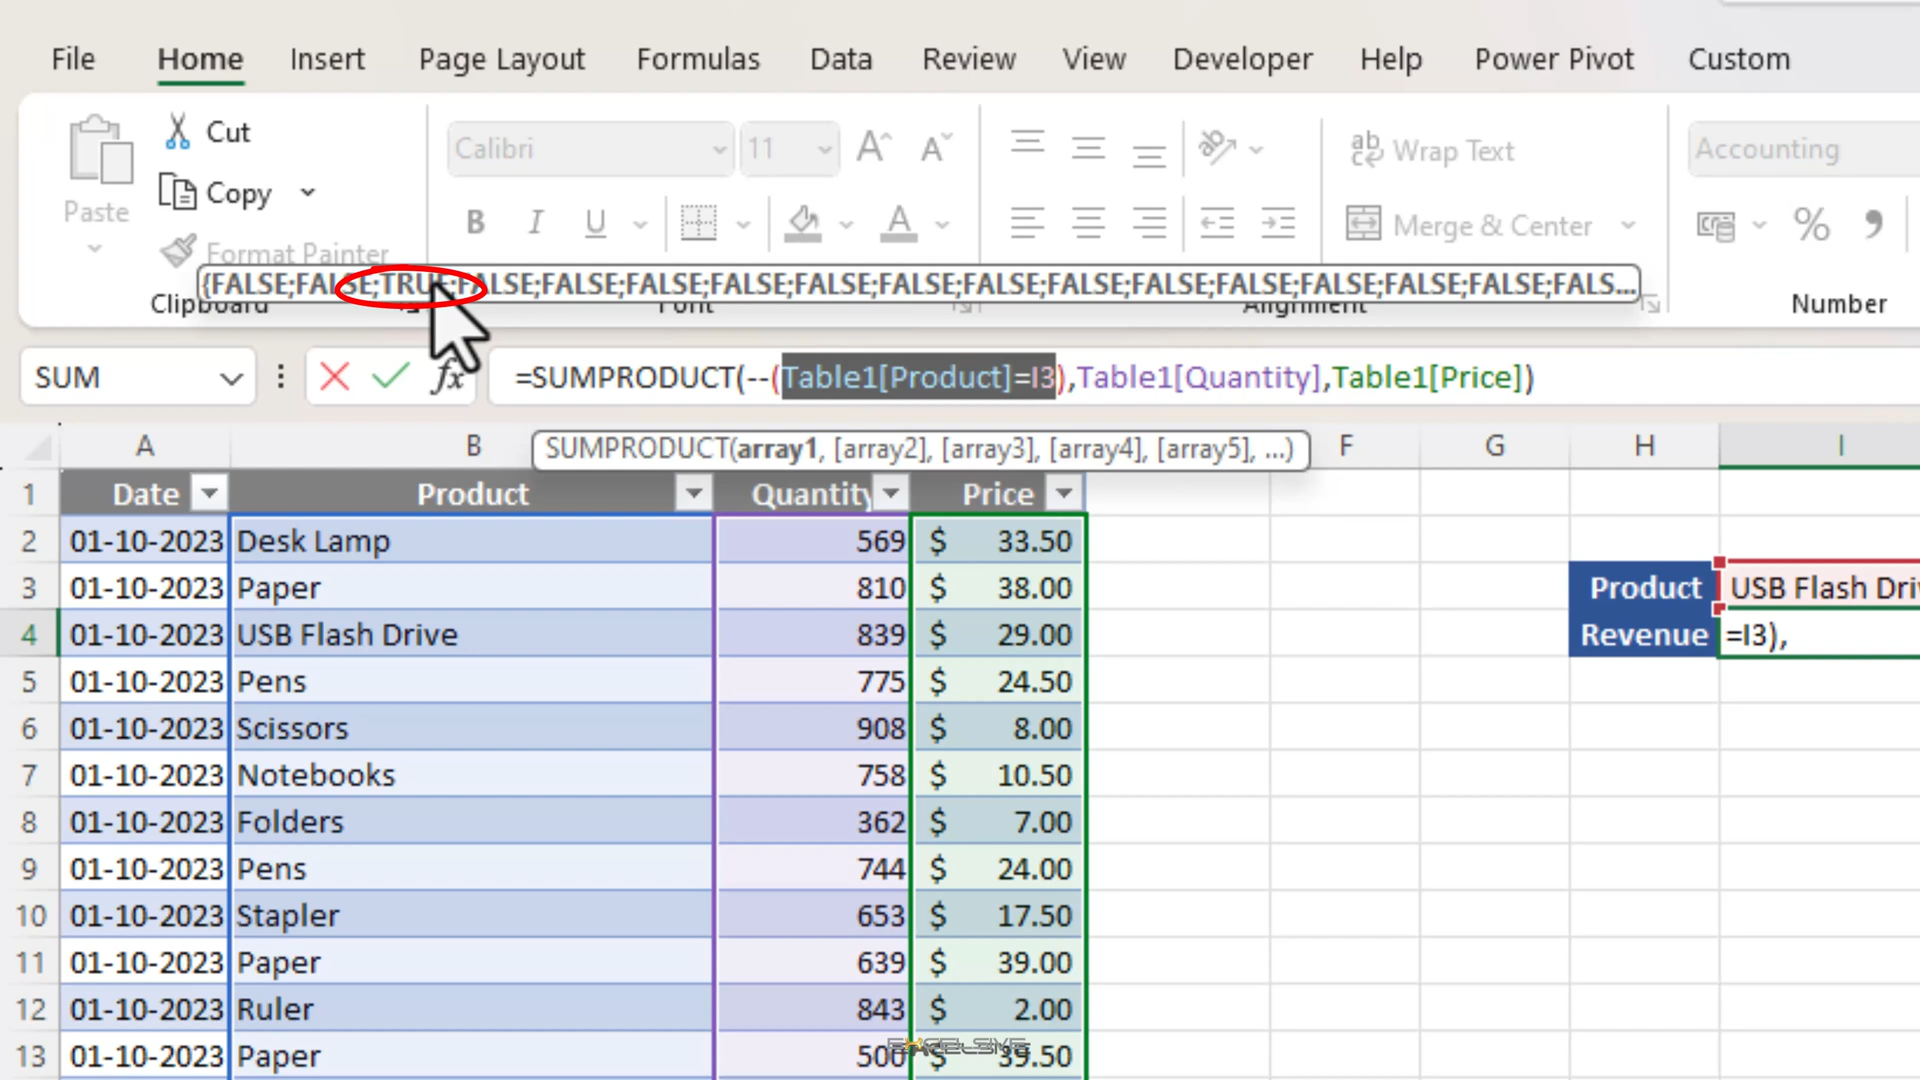 File Home Insert Page Layout Formulas Data Review View Developer Help Power Pivot Custom
Cut
Calibri 11 A A ab Wrap Text Accounting
Copy
Paste B I U A Merge & Center % ,
Format Painter
{FALSE;FALSE;TRUE;FALSE;FALSE;FALSE;FALSE;FALSE;FALSE;FALSE;FALSE;FALSE;FALSE;FALSE;FALSE;FALS...
Clipboard Font Alignment Number
SUM fx =SUMPRODUCT(--(Table1[Product]=I3),Table1[Quantity],Table1[Price])
SUMPRODUCT(array1, [array2], [array3], [array4], [array5], ...)
A B F G H I
1 Date Product Quantity Price
2 01-10-2023 Desk Lamp 569 $ 33.50
3 01-10-2023 Paper 810 $ 38.00 Product USB Flash Driv
4 01-10-2023 USB Flash Drive 839 $ 29.00 Revenue =I3),
5 01-10-2023 Pens 775 $ 24.50
6 01-10-2023 Scissors 908 $ 8.00
7 01-10-2023 Notebooks 758 $ 10.50
8 01-10-2023 Folders 362 $ 7.00
9 01-10-2023 Pens 744 $ 24.00
10 01-10-2023 Stapler 653 $ 17.50
11 01-10-2023 Paper 639 $ 39.00
12 01-10-2023 Ruler 843 $ 2.00
13 01-10-2023 Paper 500 $ 39.50